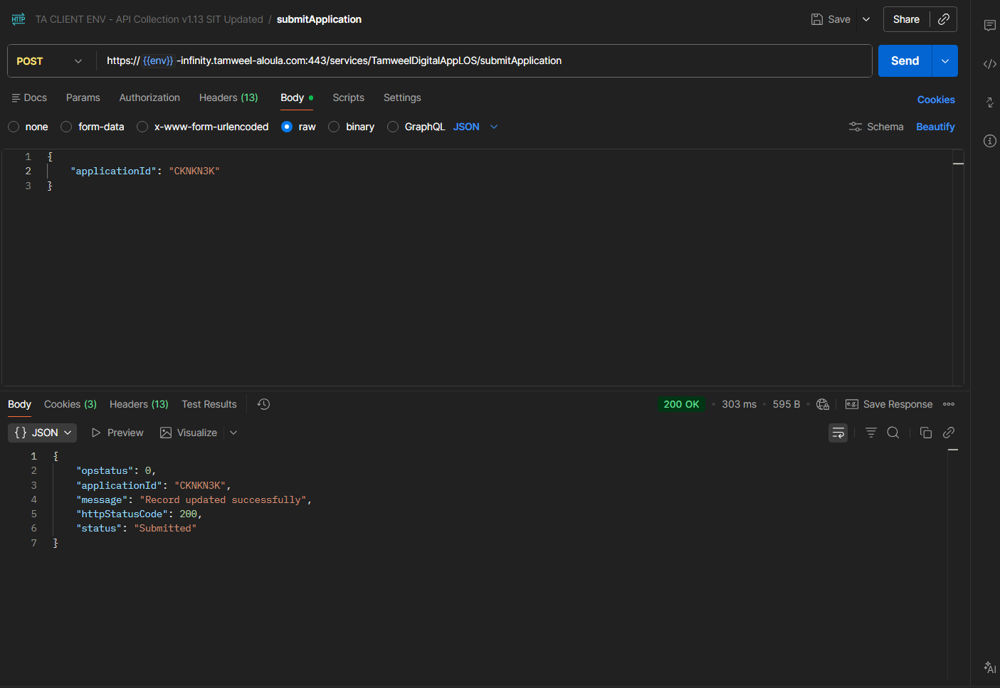 HTTP TA CLIENT ENV - API Collection v1.13 SIT Updated / submitApplication Save Share
POST https://{{env}}-infinity.tamweel-aloula.com:443/services/TamweelDigitalAppLOS/submitApplication Send
Docs Params Authorization Headers (13) Body Scripts Settings Cookies
none form-data x-www-form-urlencoded raw binary GraphQL JSON Schema Beautify
1 {
2 "applicationId": "CKNKN3K"
3 }
Body Cookies (3) Headers (13) Test Results 200 OK • 303 ms • 595 B • e.g. Save Response
{} JSON Preview Visualize
1 {
2 "opstatus": 0,
3 "applicationId": "CKNKN3K",
4 "message": "Record updated successfully",
5 "httpStatusCode": 200,
6 "status": "Submitted"
7 }
AI